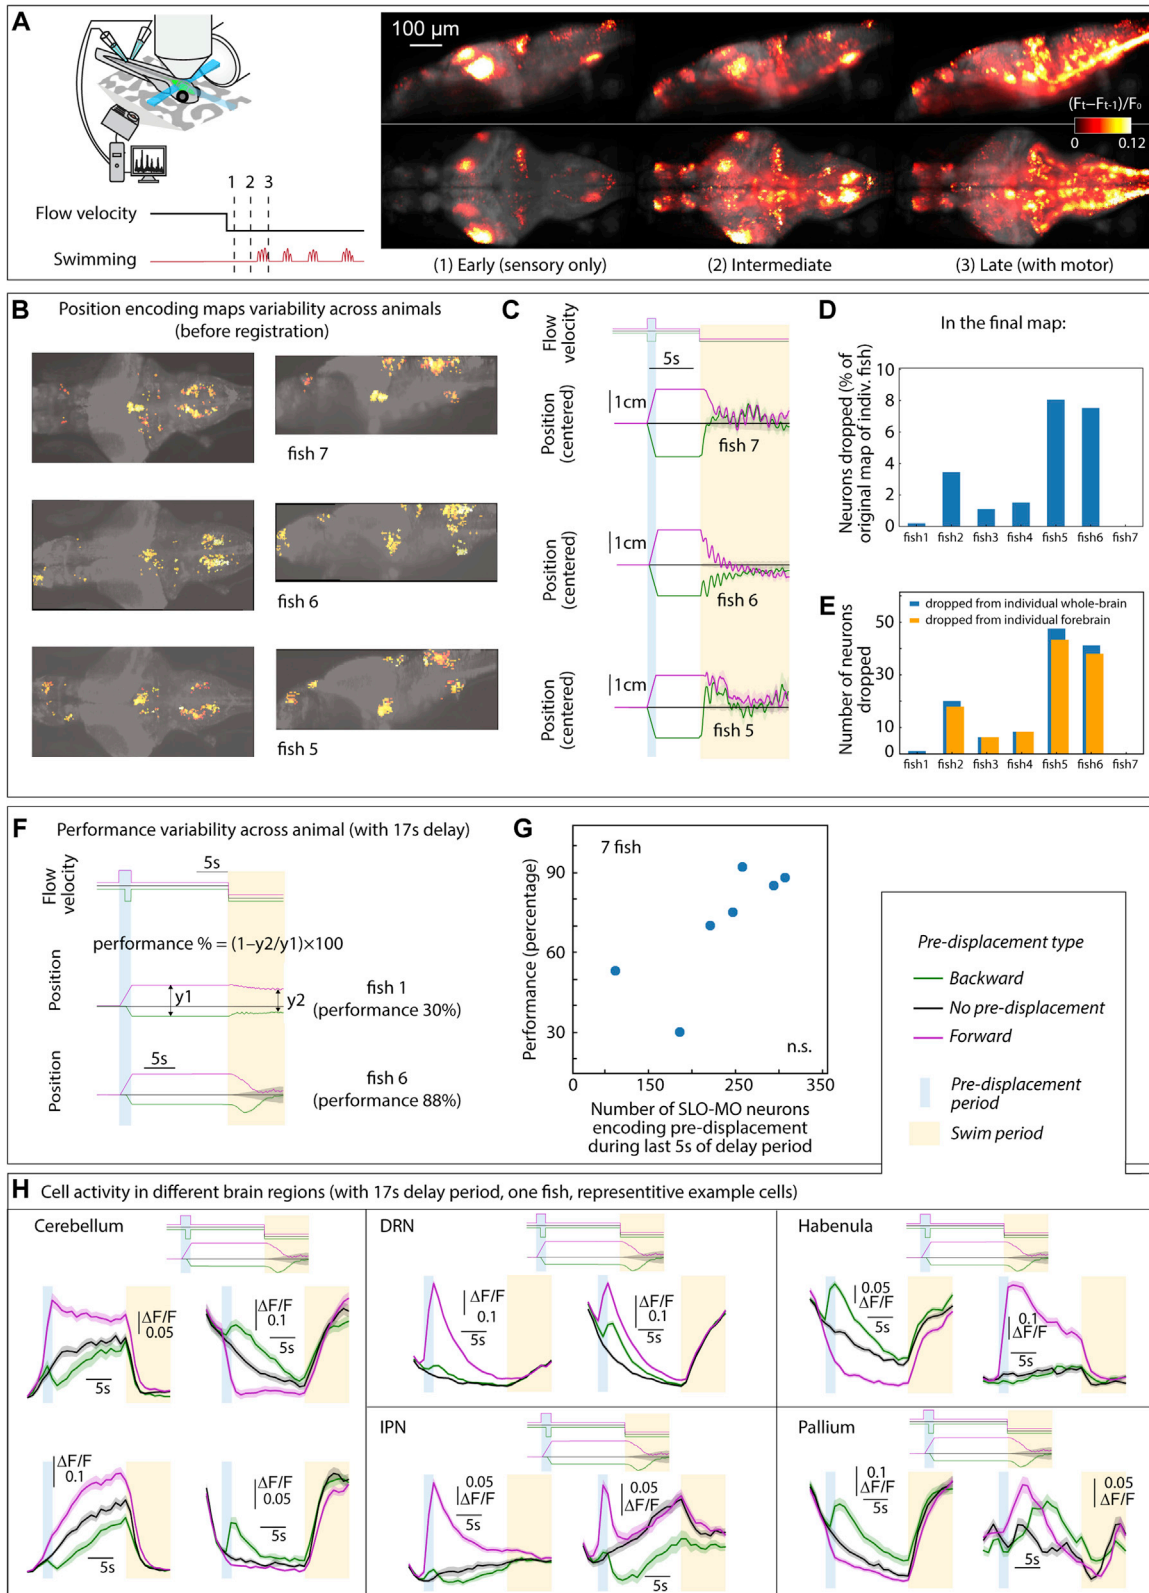 A
1 2 3
Flow velocity
Swimming
100 µm
(Ft–Ft-1)/F0
0 0.12
(1) Early (sensory only) (2) Intermediate (3) Late (with motor)
B Position encoding maps variability across animals
(before registration)
fish 7
fish 6
fish 5
C
Flow
velocity
5s
Position
(centered)
1cm
fish 7
Position
(centered)
1cm
fish 6
Position
(centered)
1cm
fish 5
D In the final map:
Neurons dropped (% of
original map of indiv. fish)
10
8
6
4
2
0
fish1 fish2 fish3 fish4 fish5 fish6 fish7
E
dropped from individual whole-brain
dropped from individual forebrain
Number of neurons
dropped
50
30
10
0
fish1 fish2 fish3 fish4 fish5 fish6 fish7
F Performance variability across animal (with 17s delay)
Flow
velocity
5s
performance % = (1–y2/y1)×100
Position
y1
y2
fish 1
(performance 30%)
Position
5s
fish 6
(performance 88%)
G
7 fish
Performance (percentage)
90
60
30
n.s.
0 150 250 350
Number of SLO-MO neurons
encoding pre-displacement
during last 5s of delay period
Pre-displacement type
Backward
No pre-displacement
Forward
Pre-displacement
period
Swim period
H Cell activity in different brain regions (with 17s delay period, one fish, representitive example cells)
Cerebellum
ΔF/F
0.05
5s
ΔF/F
0.1
5s
ΔF/F
0.1
5s
ΔF/F
0.05
5s
DRN
ΔF/F
0.1
5s
ΔF/F
0.1
5s
IPN
0.05
ΔF/F
5s
0.05
ΔF/F
5s
Habenula
0.05
ΔF/F
5s
0.1
ΔF/F
5s
Pallium
0.1
ΔF/F
5s
0.05
ΔF/F
5s